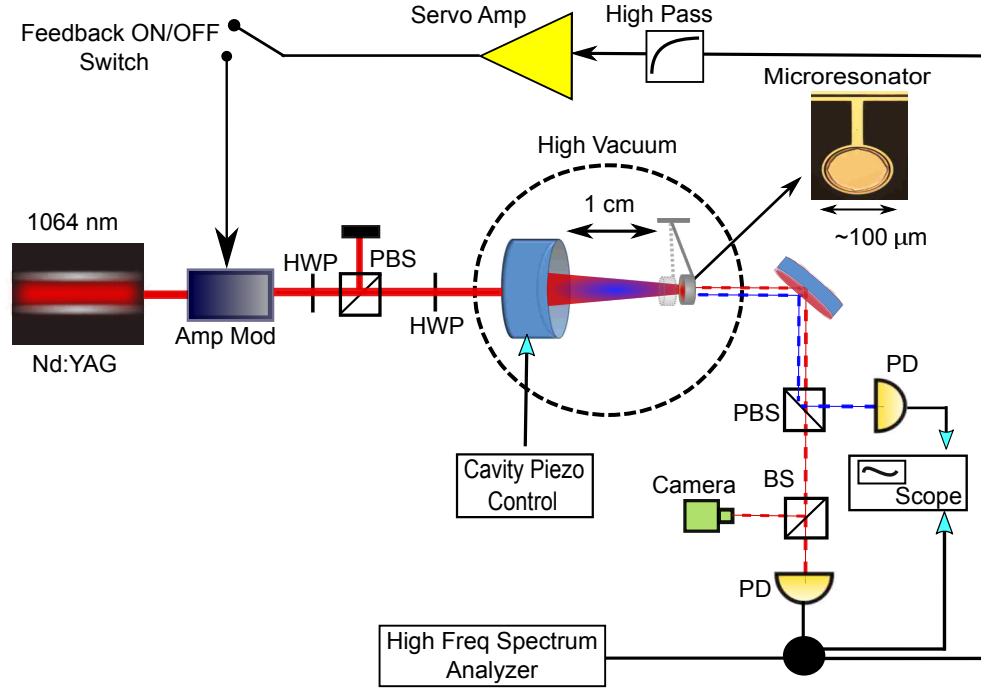 Servo Amp
High Pass
Feedback ON/OFF
Switch
Microresonator
High Vacuum
1 cm
~100 μm
1064 nm
HWP
PBS
HWP
Amp Mod
Nd:YAG
PD
PBS
Cavity Piezo
Control
Camera
BS
Scope
PD
High Freq Spectrum
Analyzer